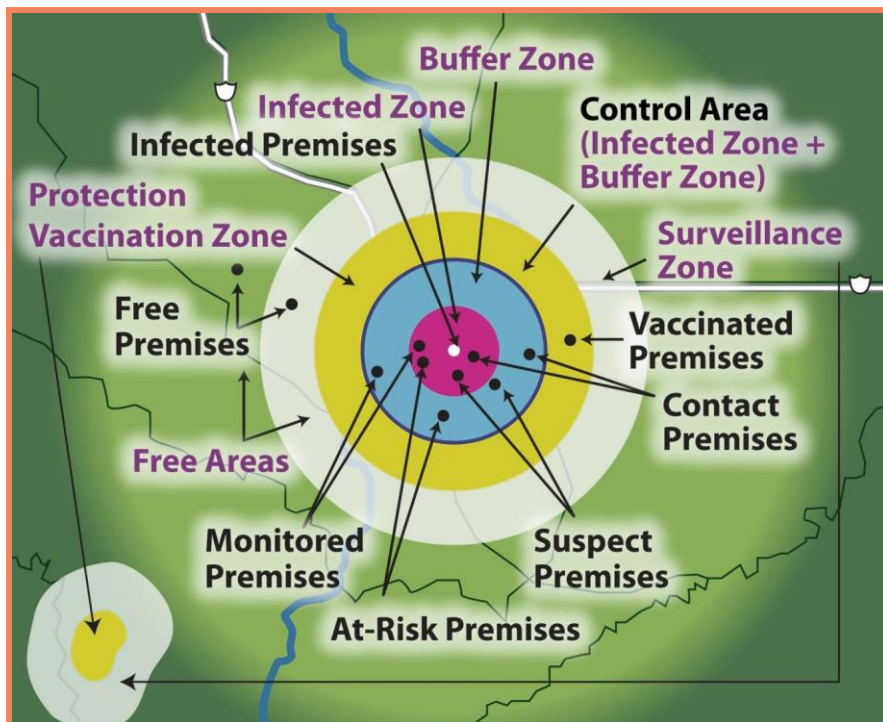 Buffer Zone
Infected Zone
Infected Premises
Control Area
(Infected Zone +
Buffer Zone)
Protection
Vaccination Zone
Surveillance
Zone
Free
Premises
Vaccinated
Premises
Contact
Premises
Free Areas
Monitored
Premises
Suspect
Premises
At-Risk Premises